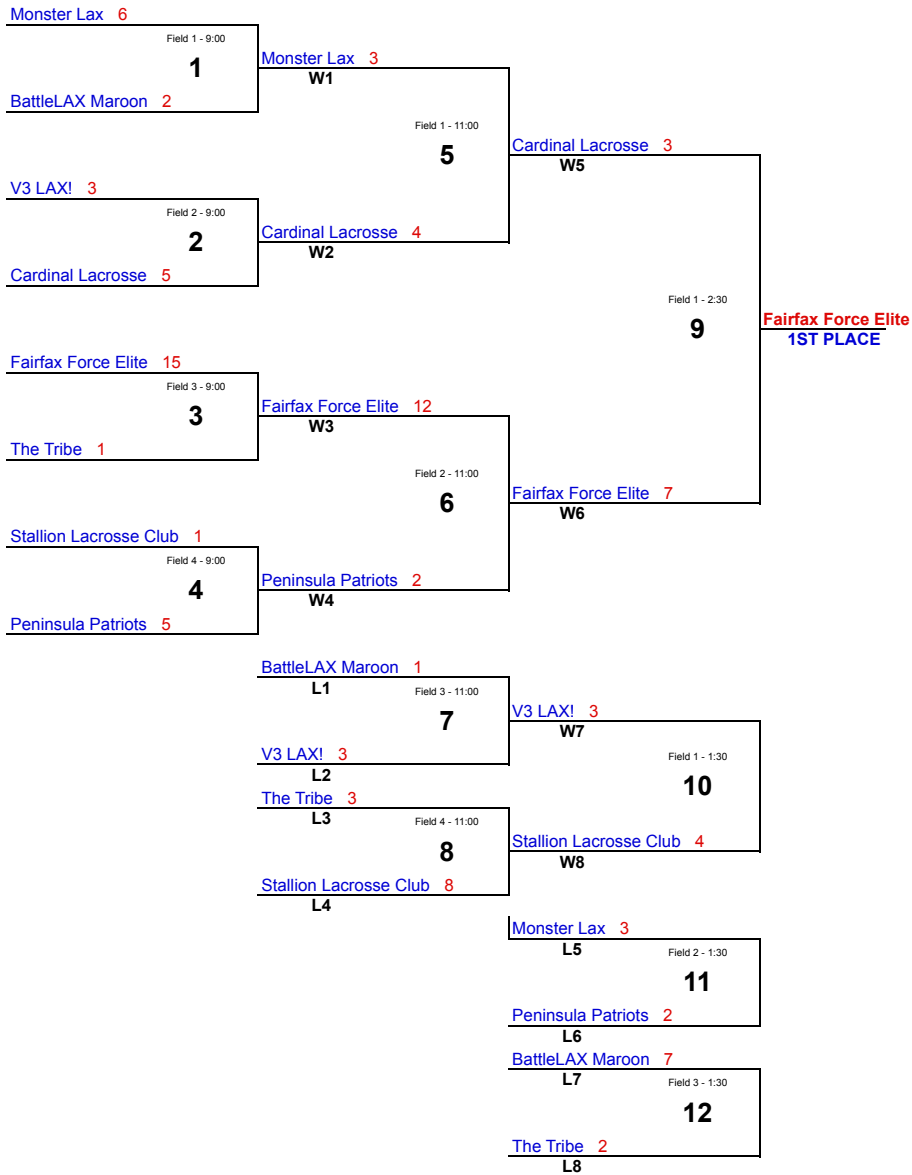 Monster Lax 6
Field 1 - 9:00
1
BattleLAX Maroon 2
Monster Lax 3
W1
Field 1 - 11:00
5
V3 LAX! 3
Field 2 - 9:00
2
Cardinal Lacrosse 5
Cardinal Lacrosse 4
W2
Cardinal Lacrosse 3
W5
Field 1 - 2:30
9
Fairfax Force Elite
1ST PLACE
Fairfax Force Elite 15
Field 3 - 9:00
3
The Tribe 1
Fairfax Force Elite 12
W3
Field 2 - 11:00
6
Fairfax Force Elite 7
W6
Stallion Lacrosse Club 1
Field 4 - 9:00
4
Peninsula Patriots 5
Peninsula Patriots 2
W4
BattleLAX Maroon 1
L1
Field 3 - 11:00
7
V3 LAX! 3
L2
V3 LAX! 3
W7
Field 1 - 1:30
10
The Tribe 3
L3
Field 4 - 11:00
8
Stallion Lacrosse Club 8
L4
Stallion Lacrosse Club 4
W8
Monster Lax 3
L5
Field 2 - 1:30
11
Peninsula Patriots 2
L6
BattleLAX Maroon 7
L7
Field 3 - 1:30
12
The Tribe 2
L8